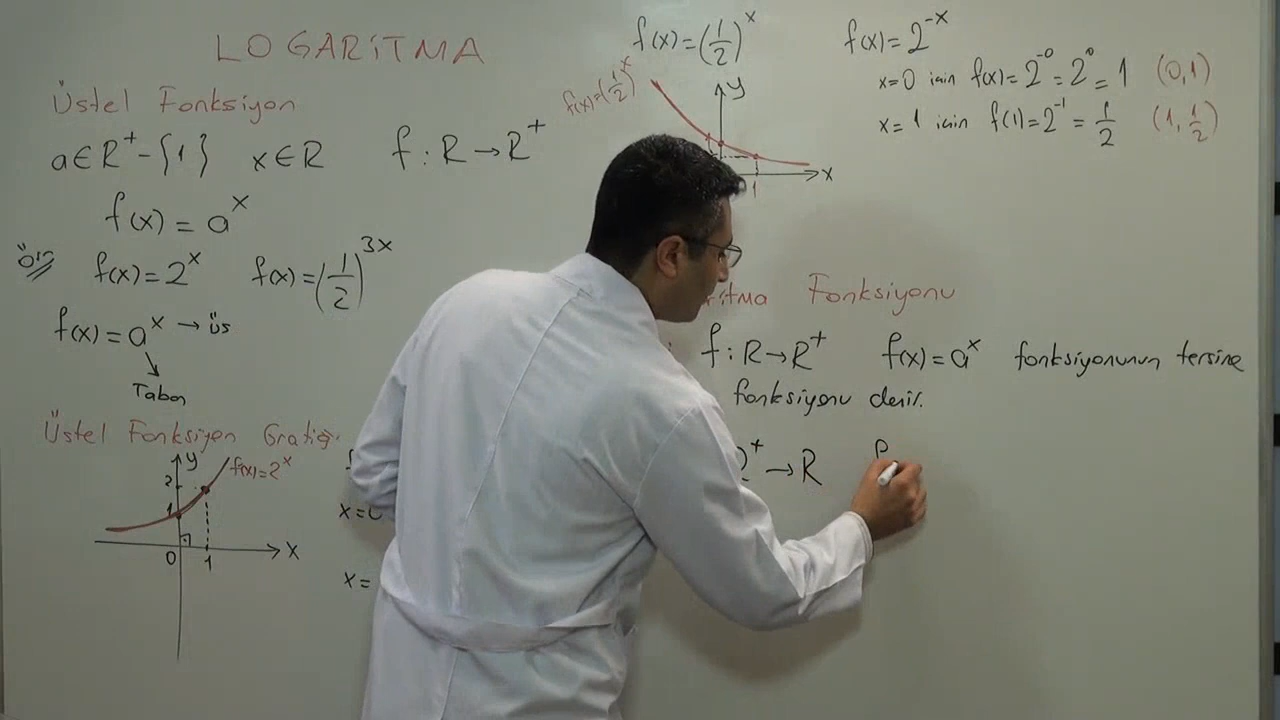 LOGARİTMA
Üstel Fonksiyon
a∈R⁺-{1} x∈R f:R→R⁺
f(x)=aˣ
örn f(x)=2ˣ f(x)=(1/2)³ˣ
f(x)=aˣ → üs
Taban
Üstel Fonksiyon Grafiği
y
f(x)=2ˣ
2
1
0 1 x
x=0
x=
f(x)=(1/2)ˣ
f(x)=(1/2)ˣ
y
x
1
f(x)=2⁻ˣ
x=0 için f(x)=2⁻⁰=2⁰=1 (0,1)
x=1 için f(1)=2⁻¹=1/2 (1,1/2)
Fonksiyonu
f:R→R⁺ f(x)=aˣ fonksiyonunun tersine
fonksiyonu denir.
→R